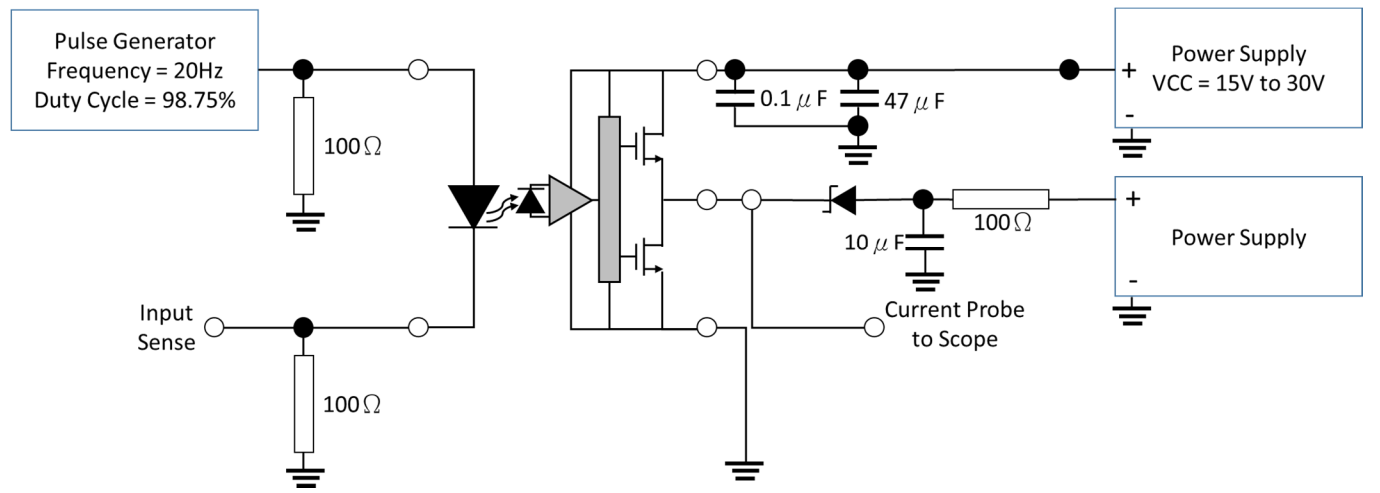 Pulse Generator
Frequency = 20Hz
Duty Cycle = 98.75%
100Ω
0.1μF
47μF
+
Power Supply
VCC = 15V to 30V
-
+
Power Supply
-
100Ω
10μF
Input
Sense
Current Probe
to Scope
100Ω